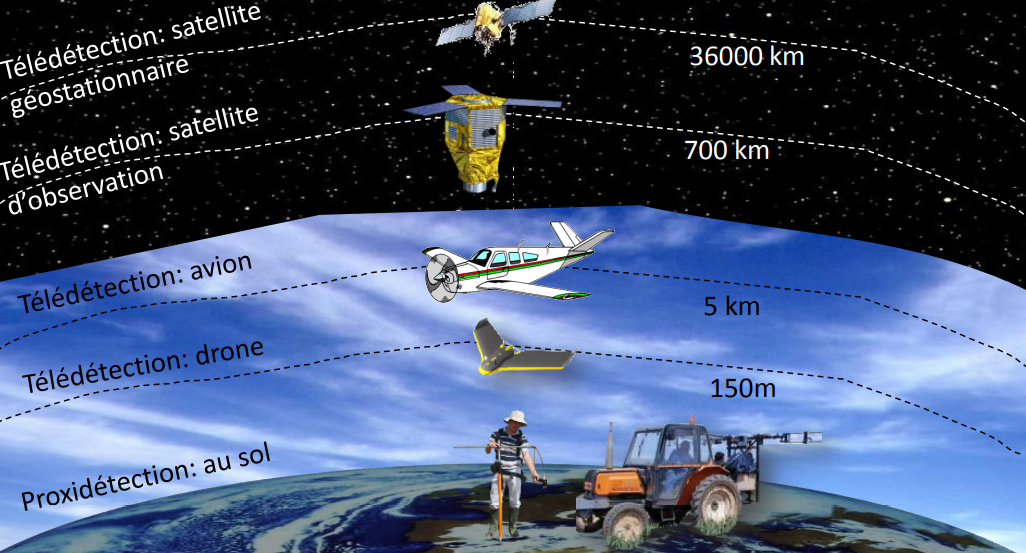 Télédétection: satellite
géostationnaire
36000 km
Télédétection: satellite
d'observation
700 km
Télédétection: avion
5 km
Télédétection: drone
150m
Proxidétection: au sol